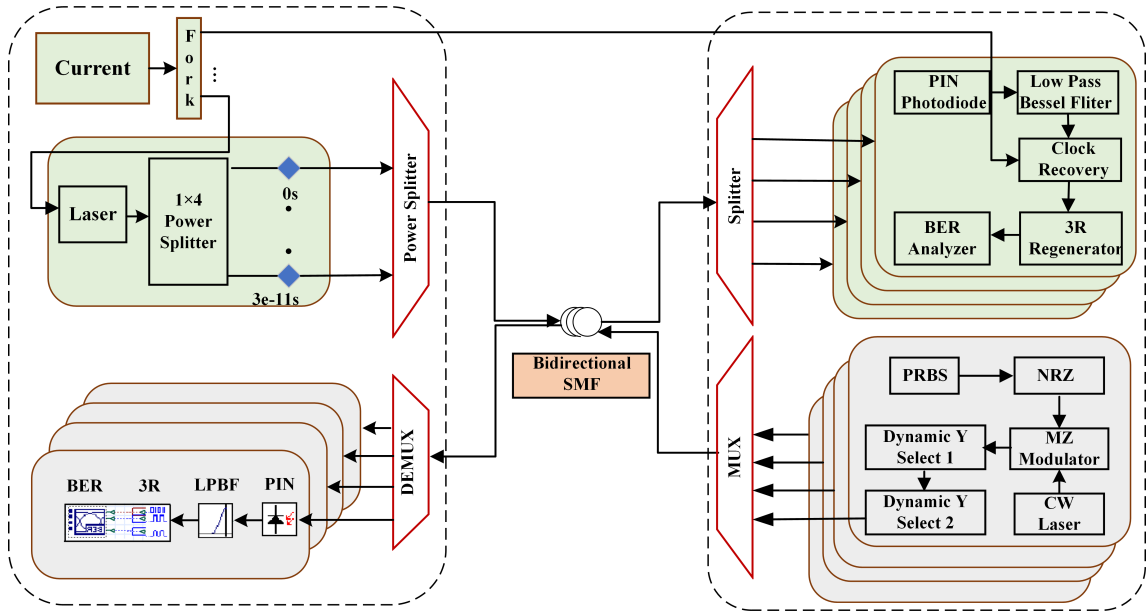 Current
F
o
r
k
...
Laser
1×4
Power
Splitter
0s
3e-11s
Power Splitter
Splitter
PIN
Photodiode
Low Pass
Bessel Fliter
Clock
Recovery
BER
Analyzer
3R
Regenerator
Bidirectional
SMF
DEMUX
BER
3R
LPBF
PIN
MUX
PRBS
NRZ
Dynamic Y
Select 1
MZ
Modulator
Dynamic Y
Select 2
CW
Laser